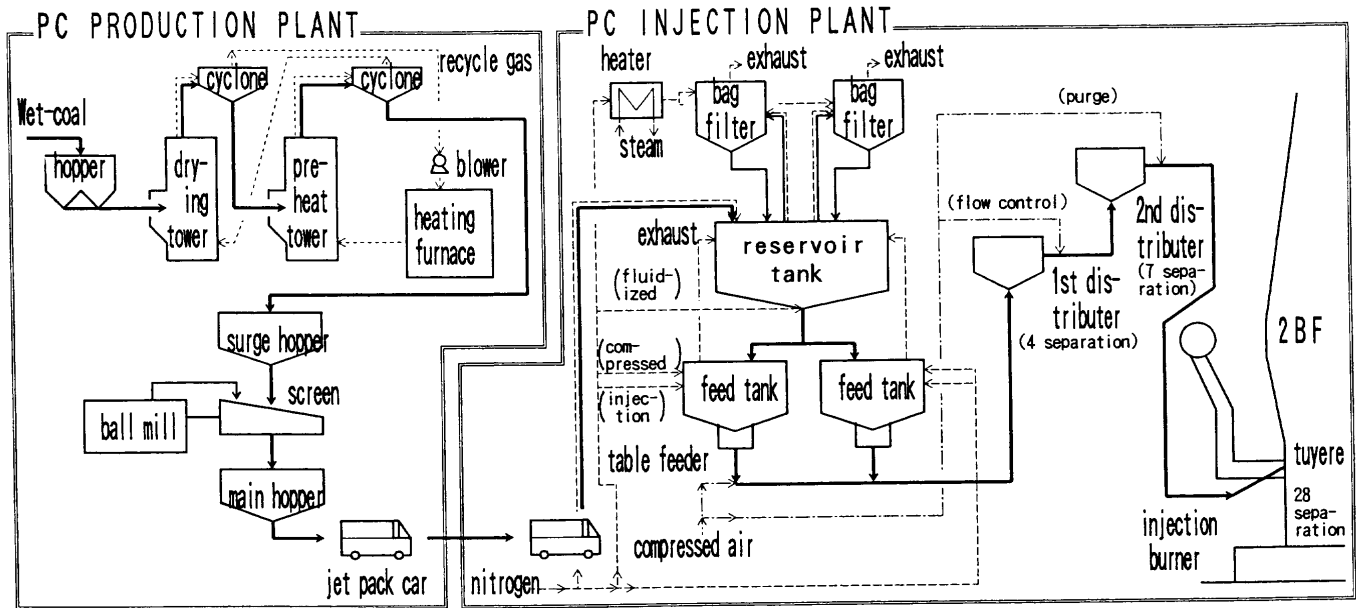 PC PRODUCTION PLANT
cyclone
cyclone
recycle gas
Wet-coal
hopper
dry-
ing
tower
pre-
heat
tower
blower
heating
furnace
surge hopper
screen
ball mill
main hopper
jet pack car
PC INJECTION PLANT
heater
steam
exhaust
exhaust
bag
filter
bag
filter
(purge)
exhaust
reservoir
tank
(flow control)
2nd dis-
tributer
(7 sepa-
ration)
1st dis-
tributer
(4 separation)
(fluid-
ized)
(com-
pressed)
(injec-
tion)
feed tank
feed tank
table feeder
2BF
tuyere
28
sepa-
ration
injection
burner
compressed air
nitrogen